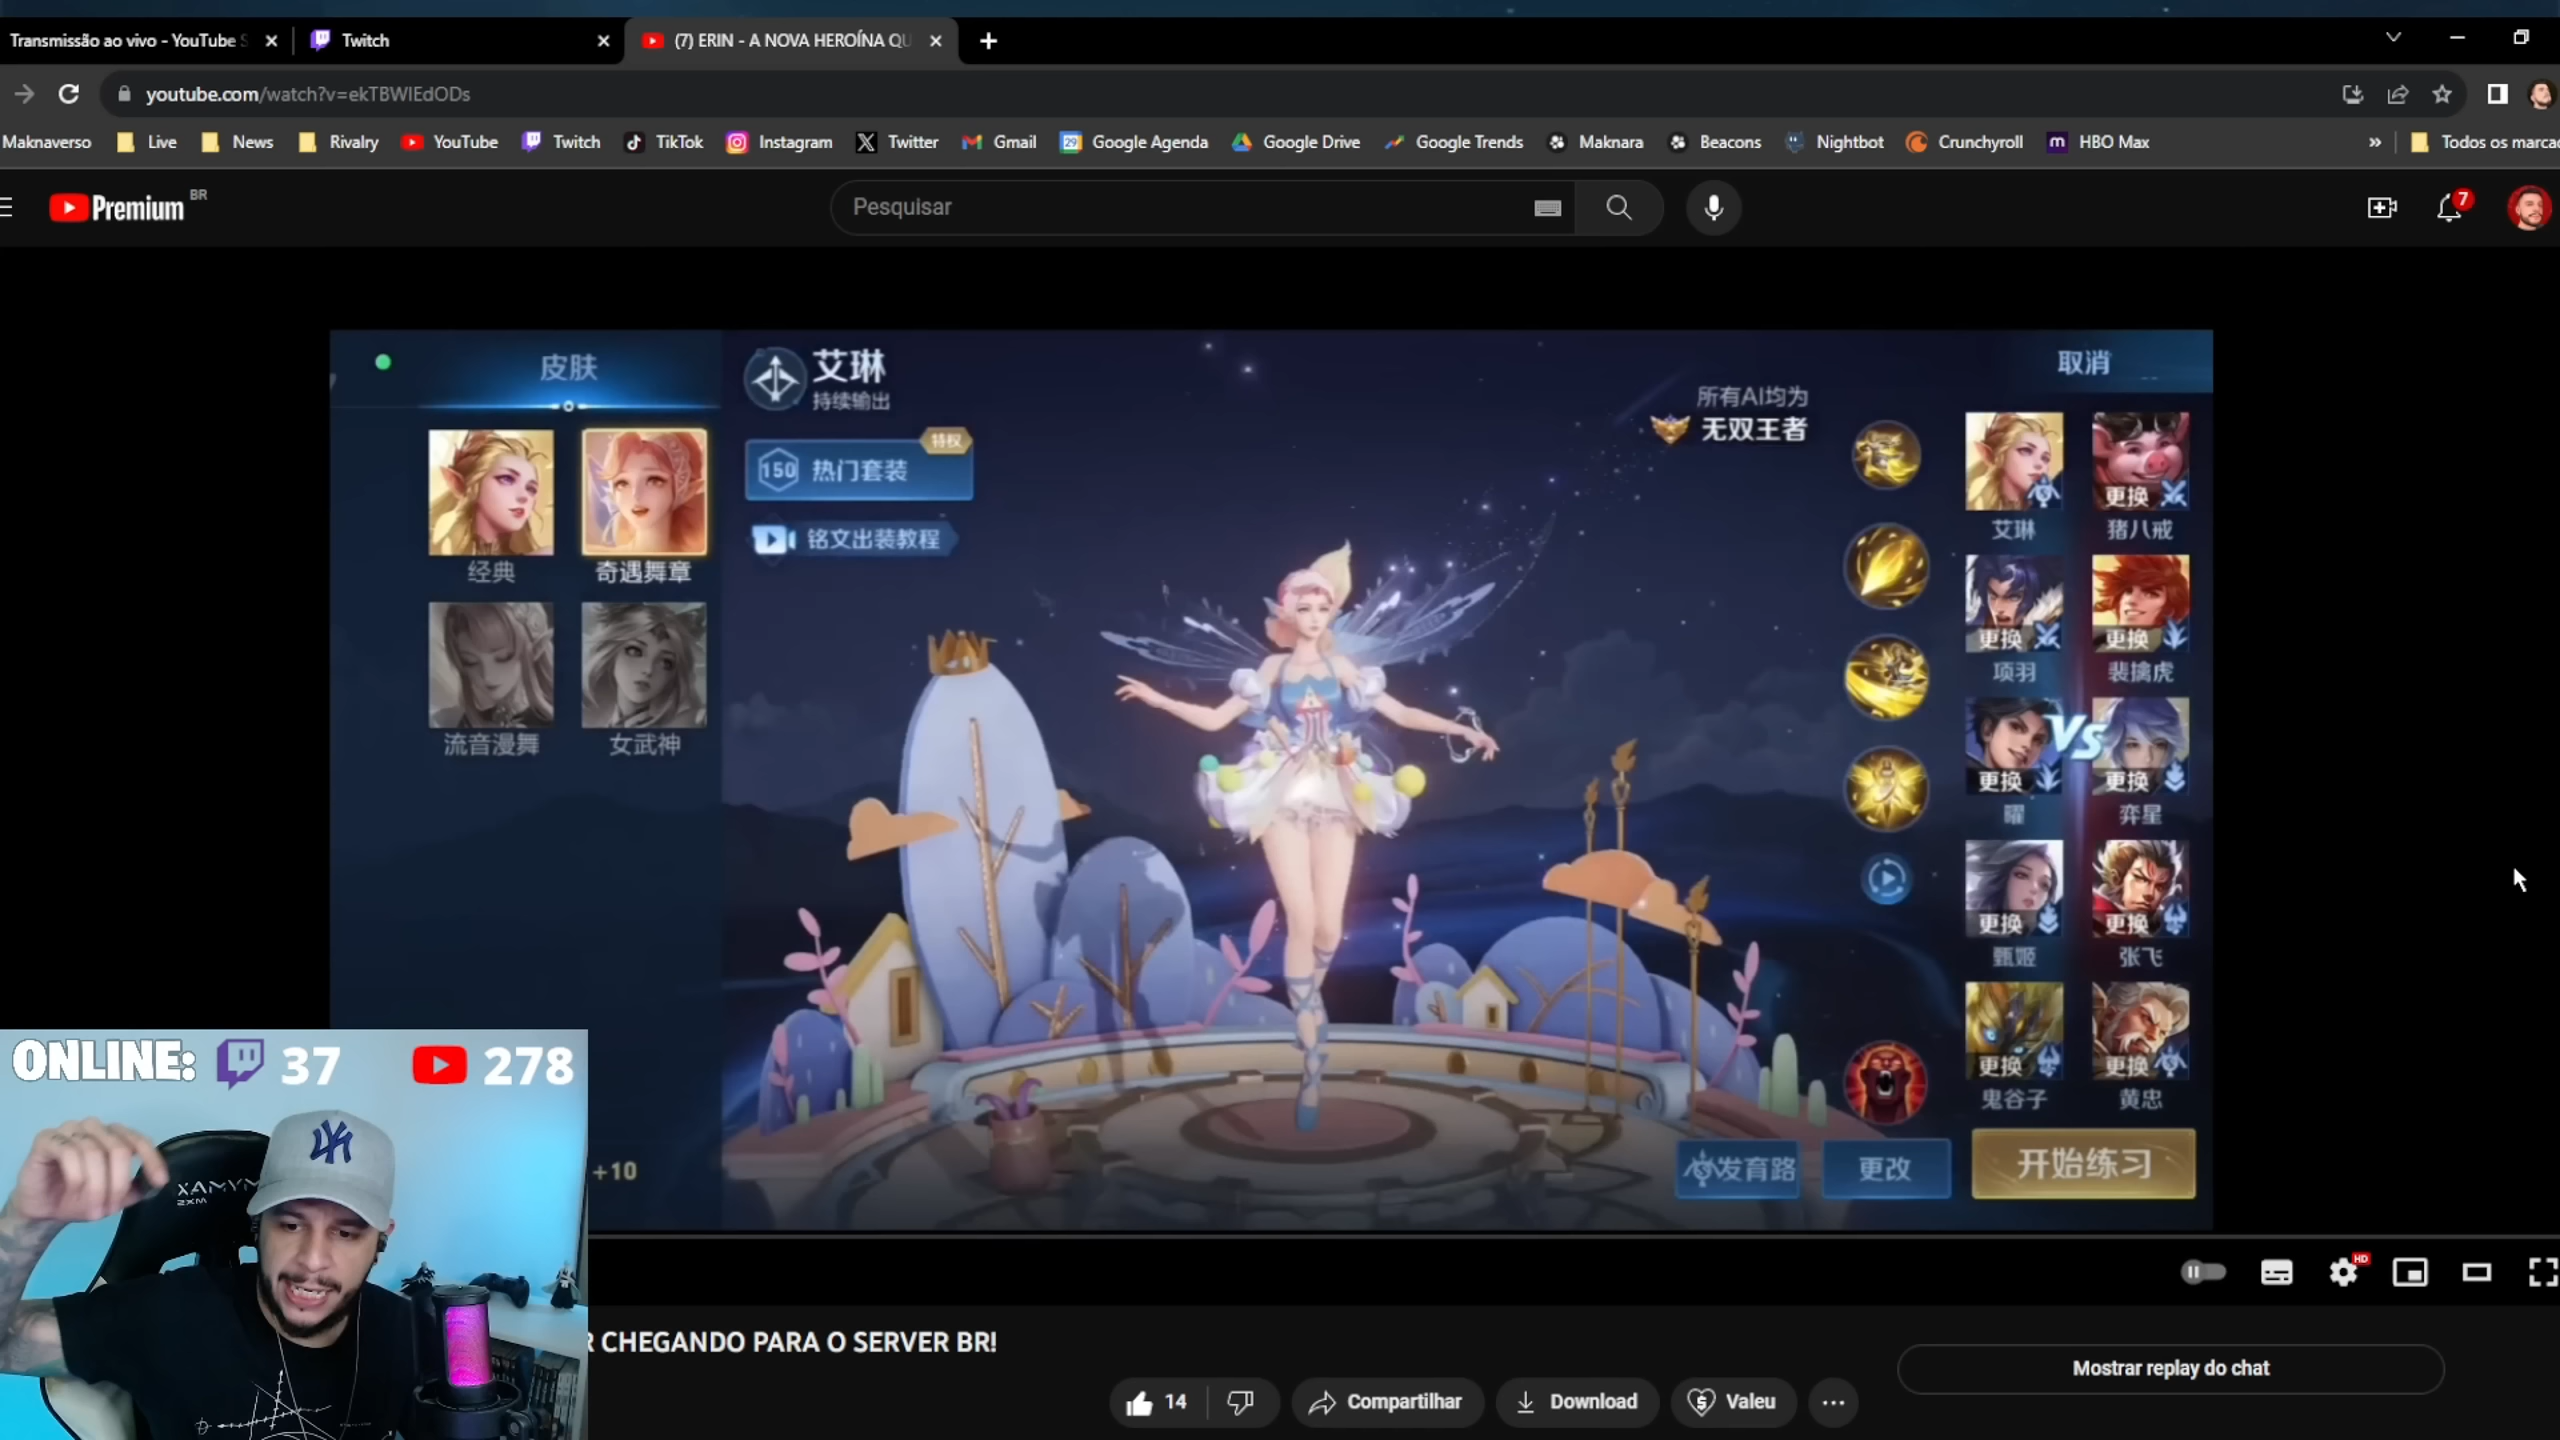 Transmissão ao vivo - YouTube S
Twitch
(7) ERIN - A NOVA HEROÍNA QU
youtube.com/watch?v=ekTBWIEdODs
Maknaverso
Live
News
Rivalry
YouTube
Twitch
TikTok
Instagram
Twitter
Gmail
29
Google Agenda
Google Drive
Google Trends
Maknara
Beacons
Nightbot
Crunchyroll
m
HBO Max
»
Todos os marcad
Premium
BR
Pesquisar
7
皮肤
艾琳
持续输出
取消
所有AI均为
无双王者
特权
150 热门套装
铭文出装教程
经典
奇遇舞章
流音漫舞
女武神
艾琳
更换
猪八戒
更换
项羽
更换
裴擒虎
VS
更换
曜
更换
弈星
更换
甄姬
更换
张飞
更换
鬼谷子
更换
黄忠
发育路
更改
开始练习
+10
ONLINE:
37
278
XAMYM
2XM
NY
HD
R CHEGANDO PARA O SERVER BR!
Mostrar replay do chat
14
Compartilhar
Download
Valeu